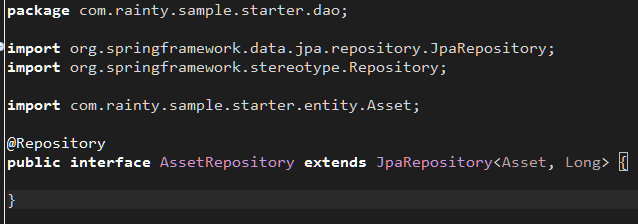 package com.rainty.sample.starter.dao;
import org.springframework.data.jpa.repository.JpaRepository;
import org.springframework.stereotype.Repository;
import com.rainty.sample.starter.entity.Asset;
@Repository
public interface AssetRepository extends JpaRepository<Asset, Long> {
}